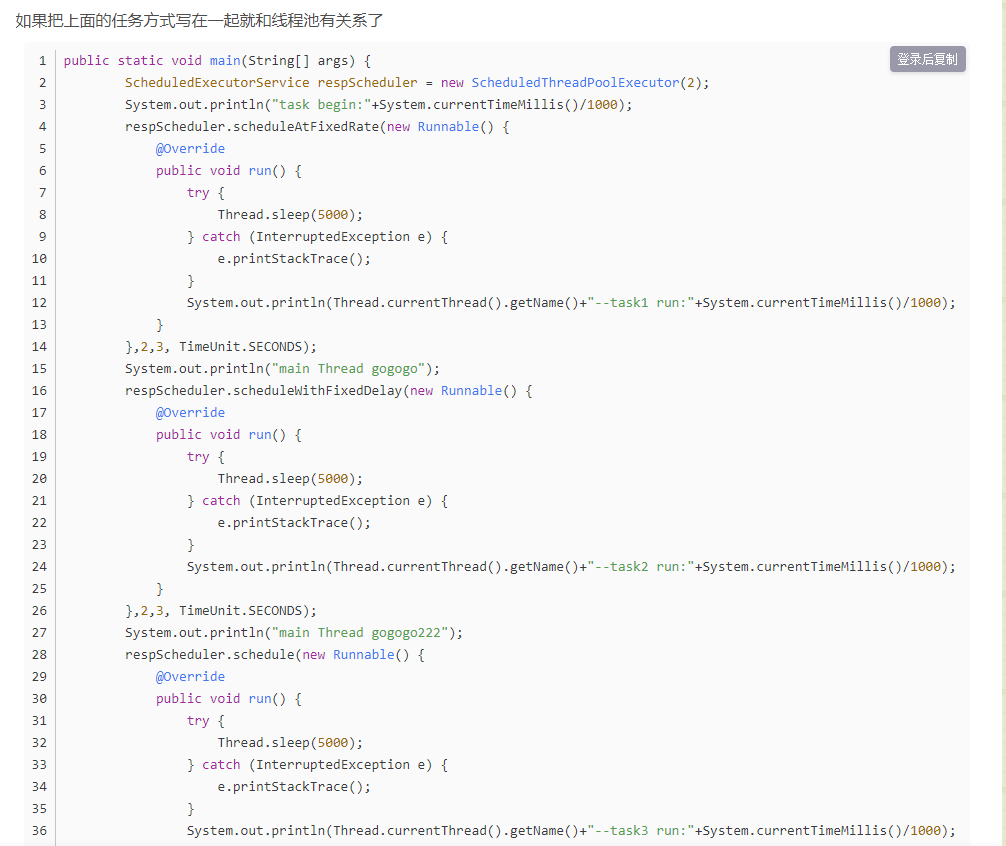 如果把上面的任务方式写在一起就和线程池有关系了
登录后复制
1 public static void main(String[] args) {
2         ScheduledExecutorService respScheduler = new ScheduledThreadPoolExecutor(2);
3         System.out.println("task begin:"+System.currentTimeMillis()/1000);
4         respScheduler.scheduleAtFixedRate(new Runnable() {
5             @Override
6             public void run() {
7                 try {
8                     Thread.sleep(5000);
9                 } catch (InterruptedException e) {
10                     e.printStackTrace();
11                 }
12                 System.out.println(Thread.currentThread().getName()+"--task1 run:"+System.currentTimeMillis()/1000);
13             }
14         },2,3, TimeUnit.SECONDS);
15         System.out.println("main Thread gogogo");
16         respScheduler.scheduleWithFixedDelay(new Runnable() {
17             @Override
18             public void run() {
19                 try {
20                     Thread.sleep(5000);
21                 } catch (InterruptedException e) {
22                     e.printStackTrace();
23                 }
24                 System.out.println(Thread.currentThread().getName()+"--task2 run:"+System.currentTimeMillis()/1000);
25             }
26         },2,3, TimeUnit.SECONDS);
27         System.out.println("main Thread gogogo222");
28         respScheduler.schedule(new Runnable() {
29             @Override
30             public void run() {
31                 try {
32                     Thread.sleep(5000);
33                 } catch (InterruptedException e) {
34                     e.printStackTrace();
35                 }
36                 System.out.println(Thread.currentThread().getName()+"--task3 run:"+System.currentTimeMillis()/1000);